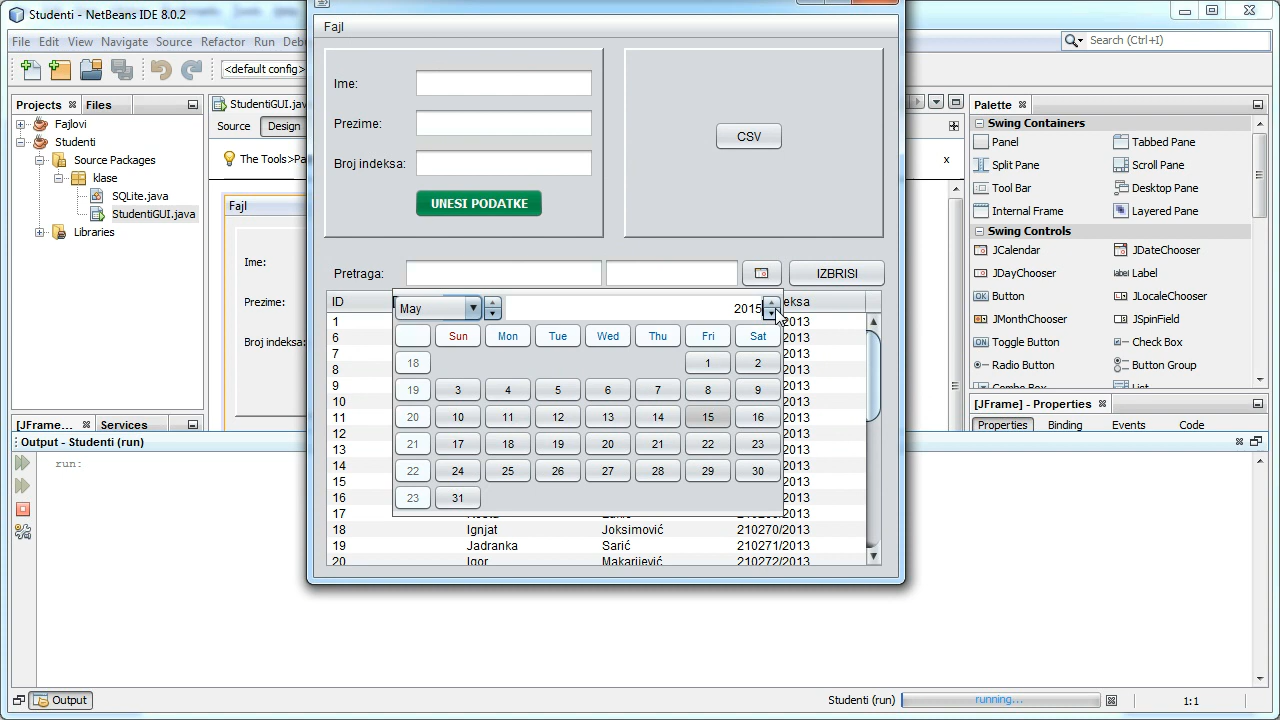 Studenti - NetBeans IDE 8.0.2
File Edit View Navigate Source Refactor Run
Search (Ctrl+I)
<default config>
Projects
Files
Fajlovi
Studenti
Source Packages
klase
SQLite.java
StudentiGUI.java
Libraries
StudentiGUI.jav
Source
Design
The Tools>Pa
x
Fajl
Ime:
Prezime:
Broj indeksa:
Fajl
Ime:
Prezime:
Broj indeksa:
UNESI PODATKE
CSV
Pretraga:
IZBRISI
ID
eksa
May
2015
Sun Mon Tue Wed Thu Fri Sat
18 1 2
19 3 4 5 6 7 8 9
20 10 11 12 13 14 15 16
21 17 18 19 20 21 22 23
22 24 25 26 27 28 29 30
23 31
1
6
7
8
9
10
11
12
13
14
15
16
17
18 Ignjat Joksimović 210270/2013
19 Jadranka Sarić 210271/2013
20 Igor Makarijević 210272/2013
Palette
Swing Containers
Panel Tabbed Pane
Split Pane Scroll Pane
Tool Bar Desktop Pane
Internal Frame Layered Pane
Swing Controls
JCalendar JDateChooser
JDayChooser Label
Button JLocaleChooser
JMonthChooser JSpinField
Toggle Button Check Box
Radio Button Button Group
[JFrame] - Properties
Properties Binding Events Code
[JFrame...
Services
Output - Studenti (run)
run:
Output
Studenti (run)
running...
1:1